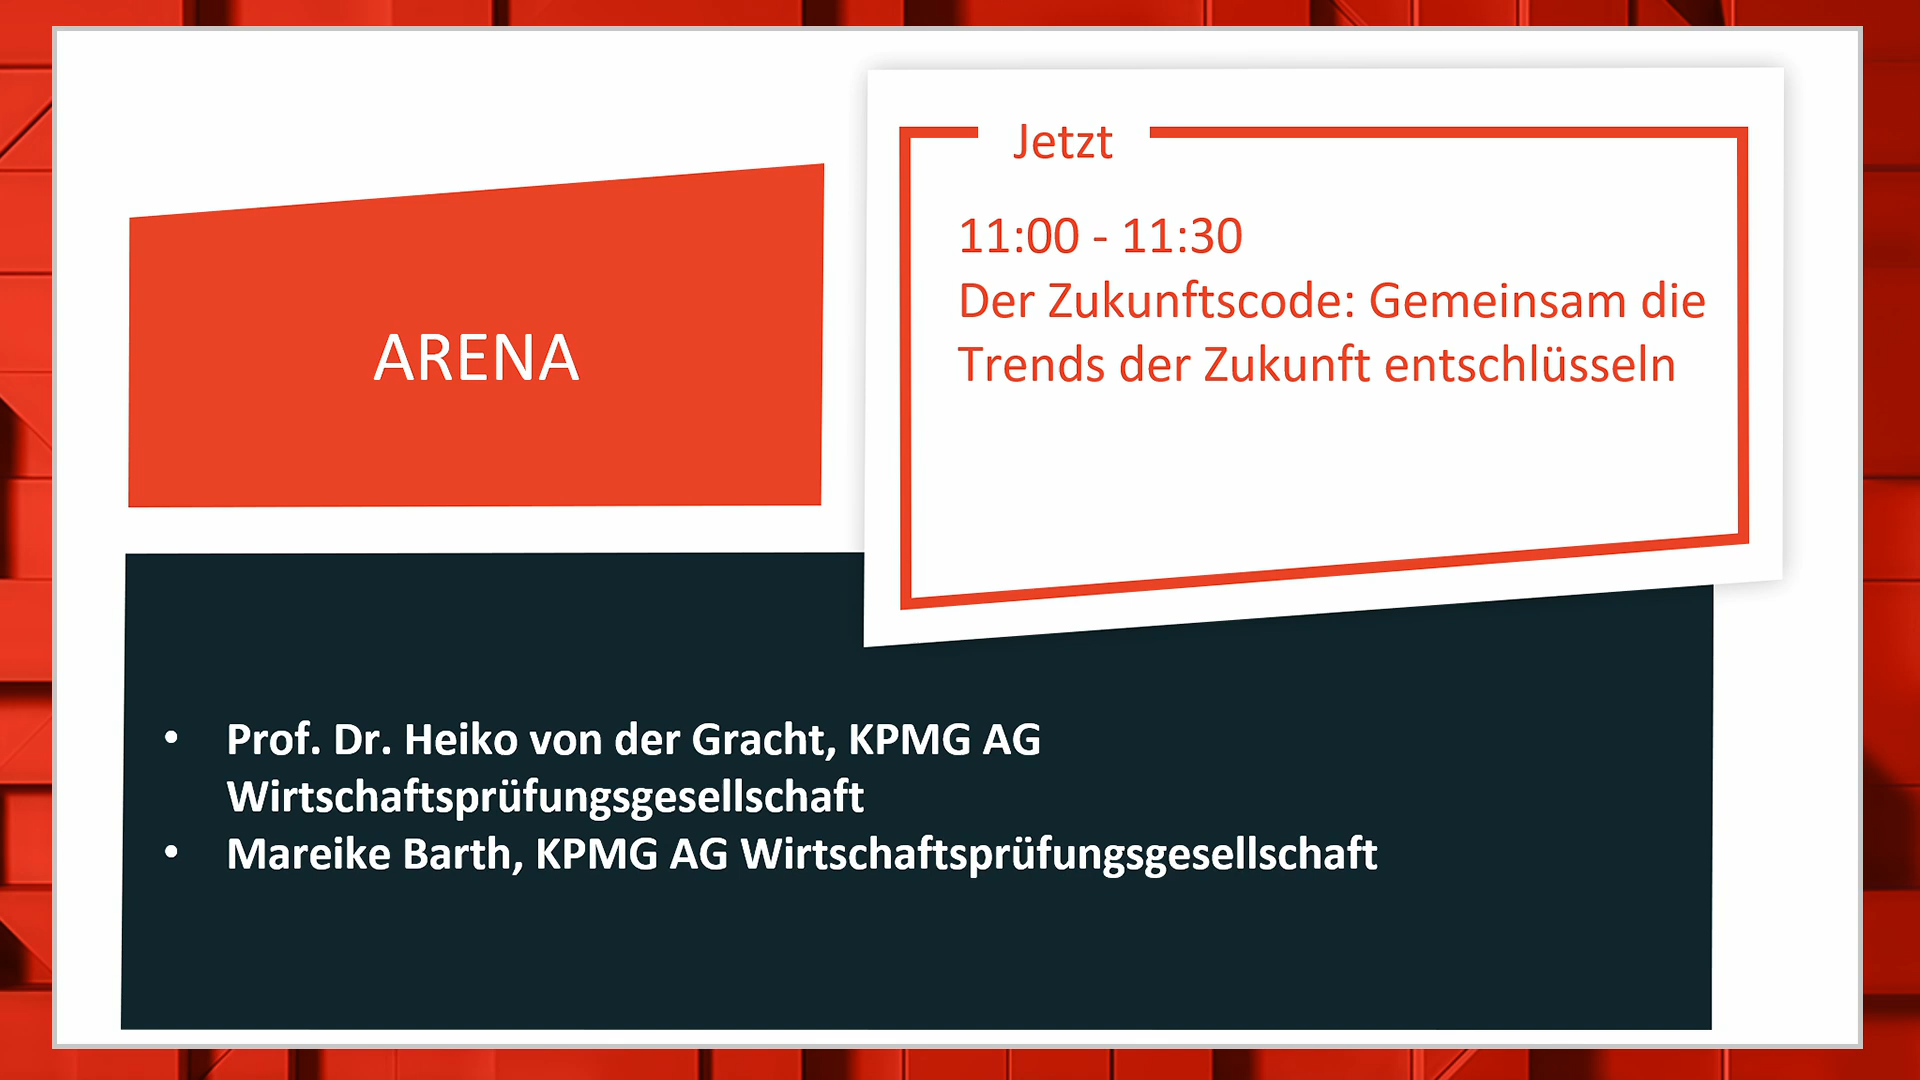 ARENA
Jetzt
11:00 - 11:30
Der Zukunftscode: Gemeinsam die
Trends der Zukunft entschlüsseln
• Prof. Dr. Heiko von der Gracht, KPMG AG
Wirtschaftsprüfungsgesellschaft
• Mareike Barth, KPMG AG Wirtschaftsprüfungsgesellschaft